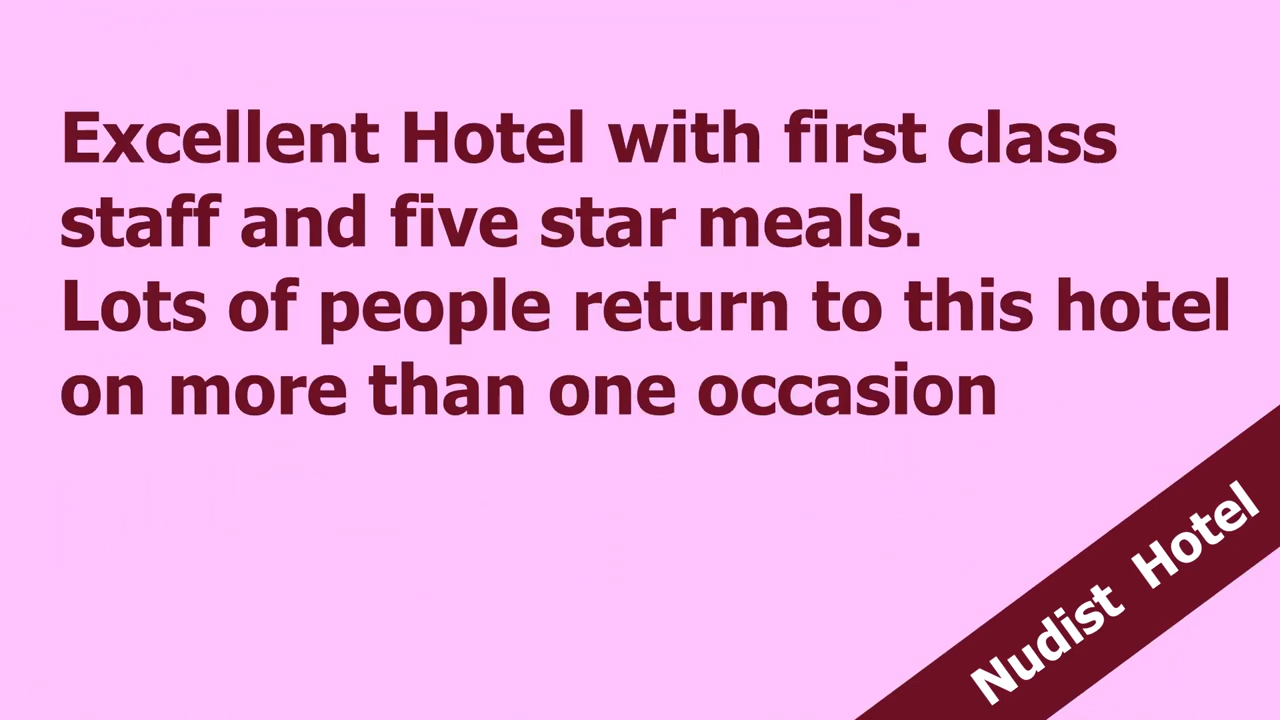 Excellent Hotel with first class
staff and five star meals.
Lots of people return to this hotel
on more than one occasion
Nudist Hotel